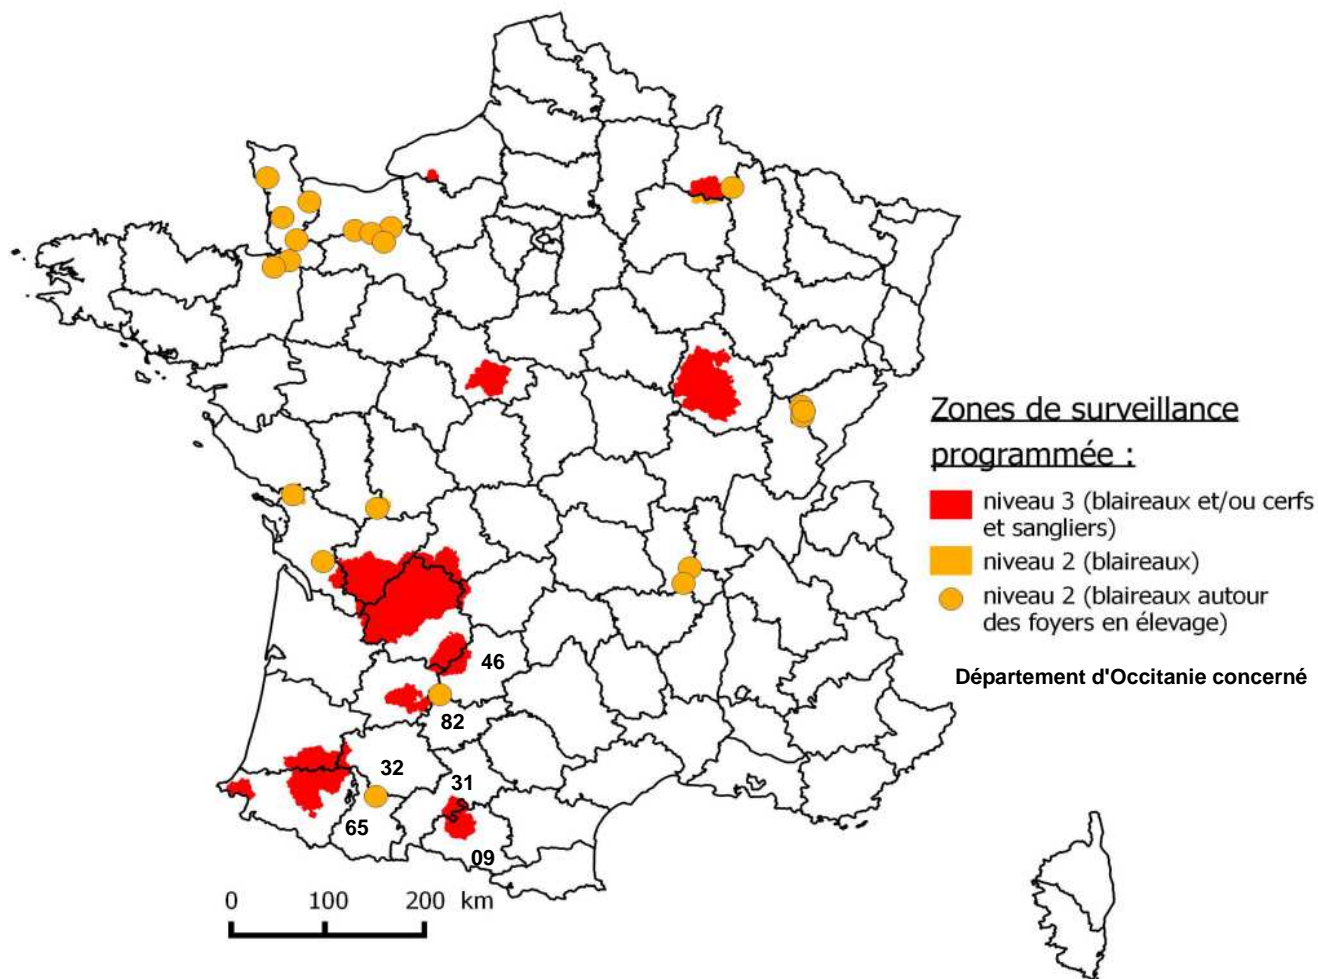 Zones de surveillance
programmée :
niveau 3 (blaireaux et/ou cerfs
et sangliers)
niveau 2 (blaireaux)
niveau 2 (blaireaux autour
des foyers en élevage)
Département d'Occitanie concerné
46
82
32
31
65
09
0 100 200 km